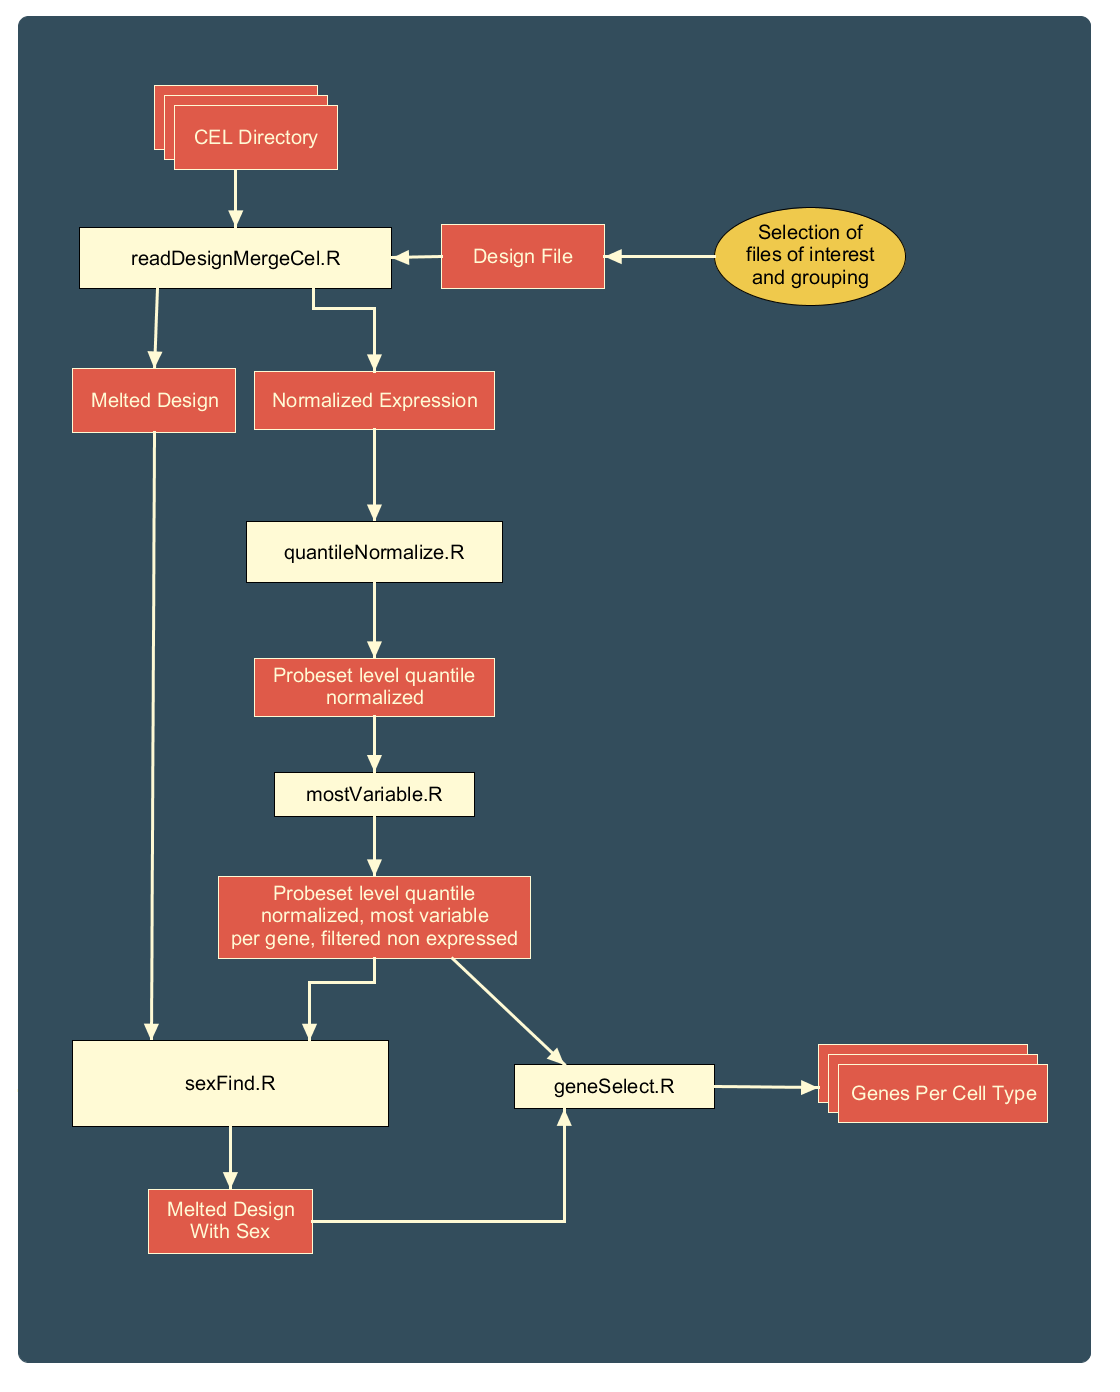 CEL Directory
readDesignMergeCel.R
Design File
Selection of
files of interest
and grouping
Melted Design
Normalized Expression
quantileNormalize.R
Probeset level quantile
normalized
mostVariable.R
Probeset level quantile
normalized, most variable
per gene, filtered non expressed
sexFind.R
geneSelect.R
Genes Per Cell Type
Melted Design
With Sex